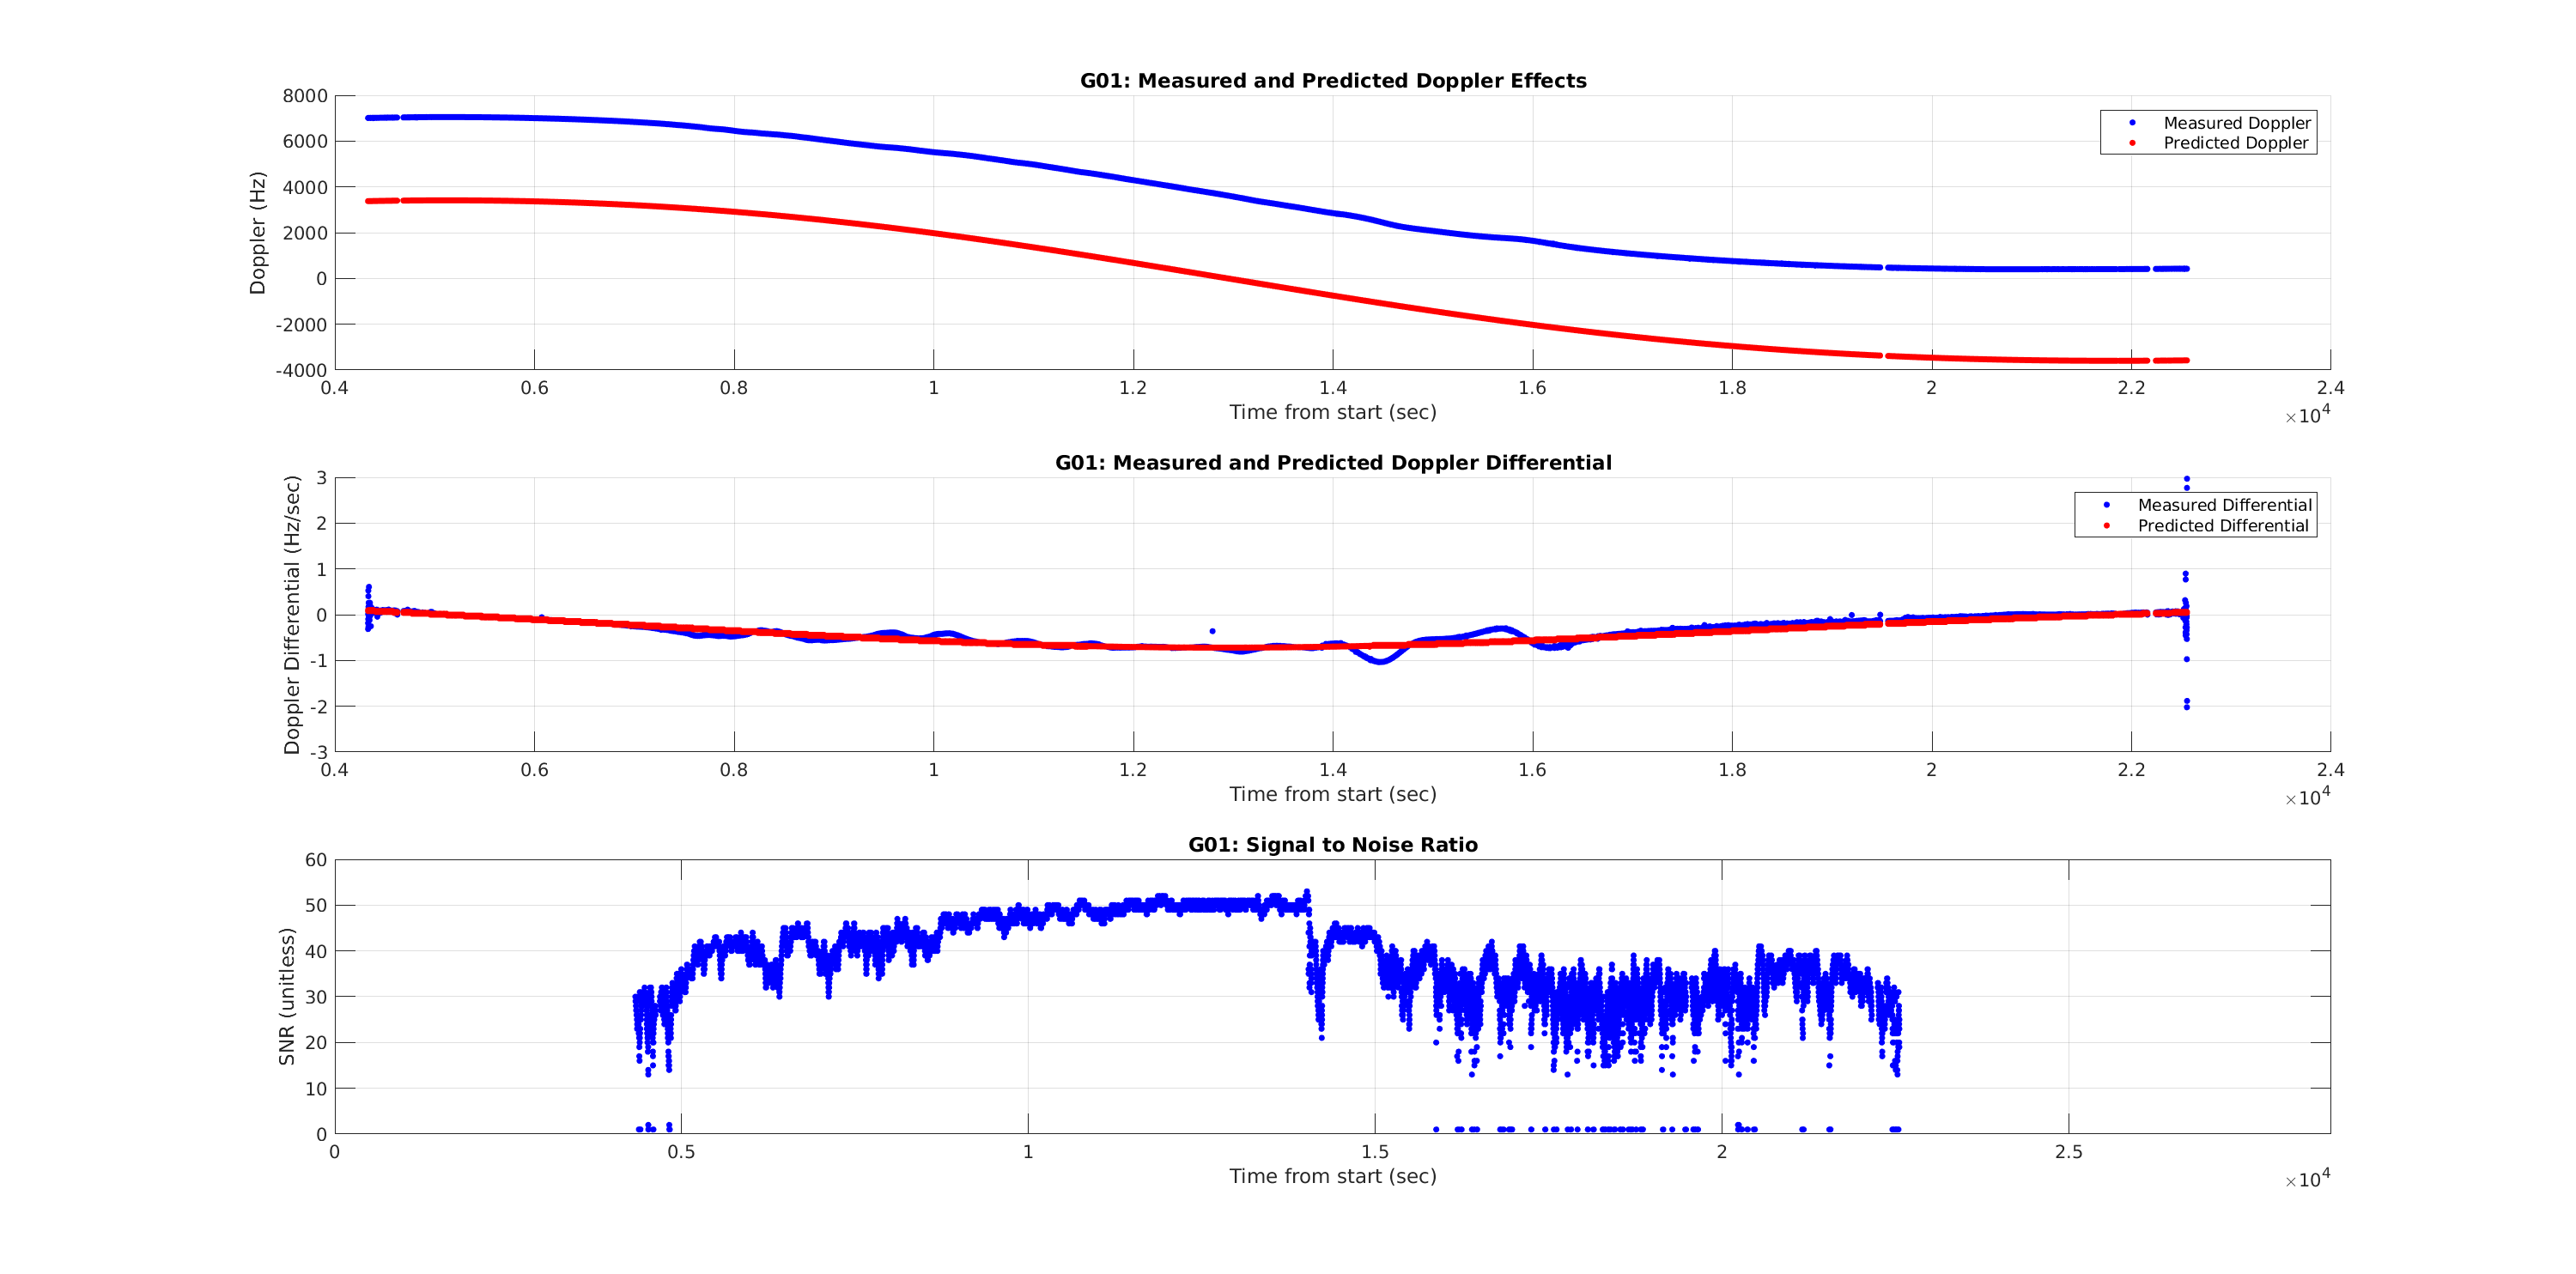 G01: Measured and Predicted Doppler Effects
8000
6000
4000
2000
0
-2000
-4000
Doppler (Hz)
Measured Doppler
Predicted Doppler
0.4 0.6 0.8 1 1.2 1.4 1.6 1.8 2 2.2 2.4
Time from start (sec)
×10^4
G01: Measured and Predicted Doppler Differential
3
2
1
0
-1
-2
-3
Doppler Differential (Hz/sec)
Measured Differential
Predicted Differential
0.4 0.6 0.8 1 1.2 1.4 1.6 1.8 2 2.2 2.4
Time from start (sec)
×10^4
G01: Signal to Noise Ratio
60
50
40
30
20
10
0
SNR (unitless)
0 0.5 1 1.5 2 2.5
Time from start (sec)
×10^4